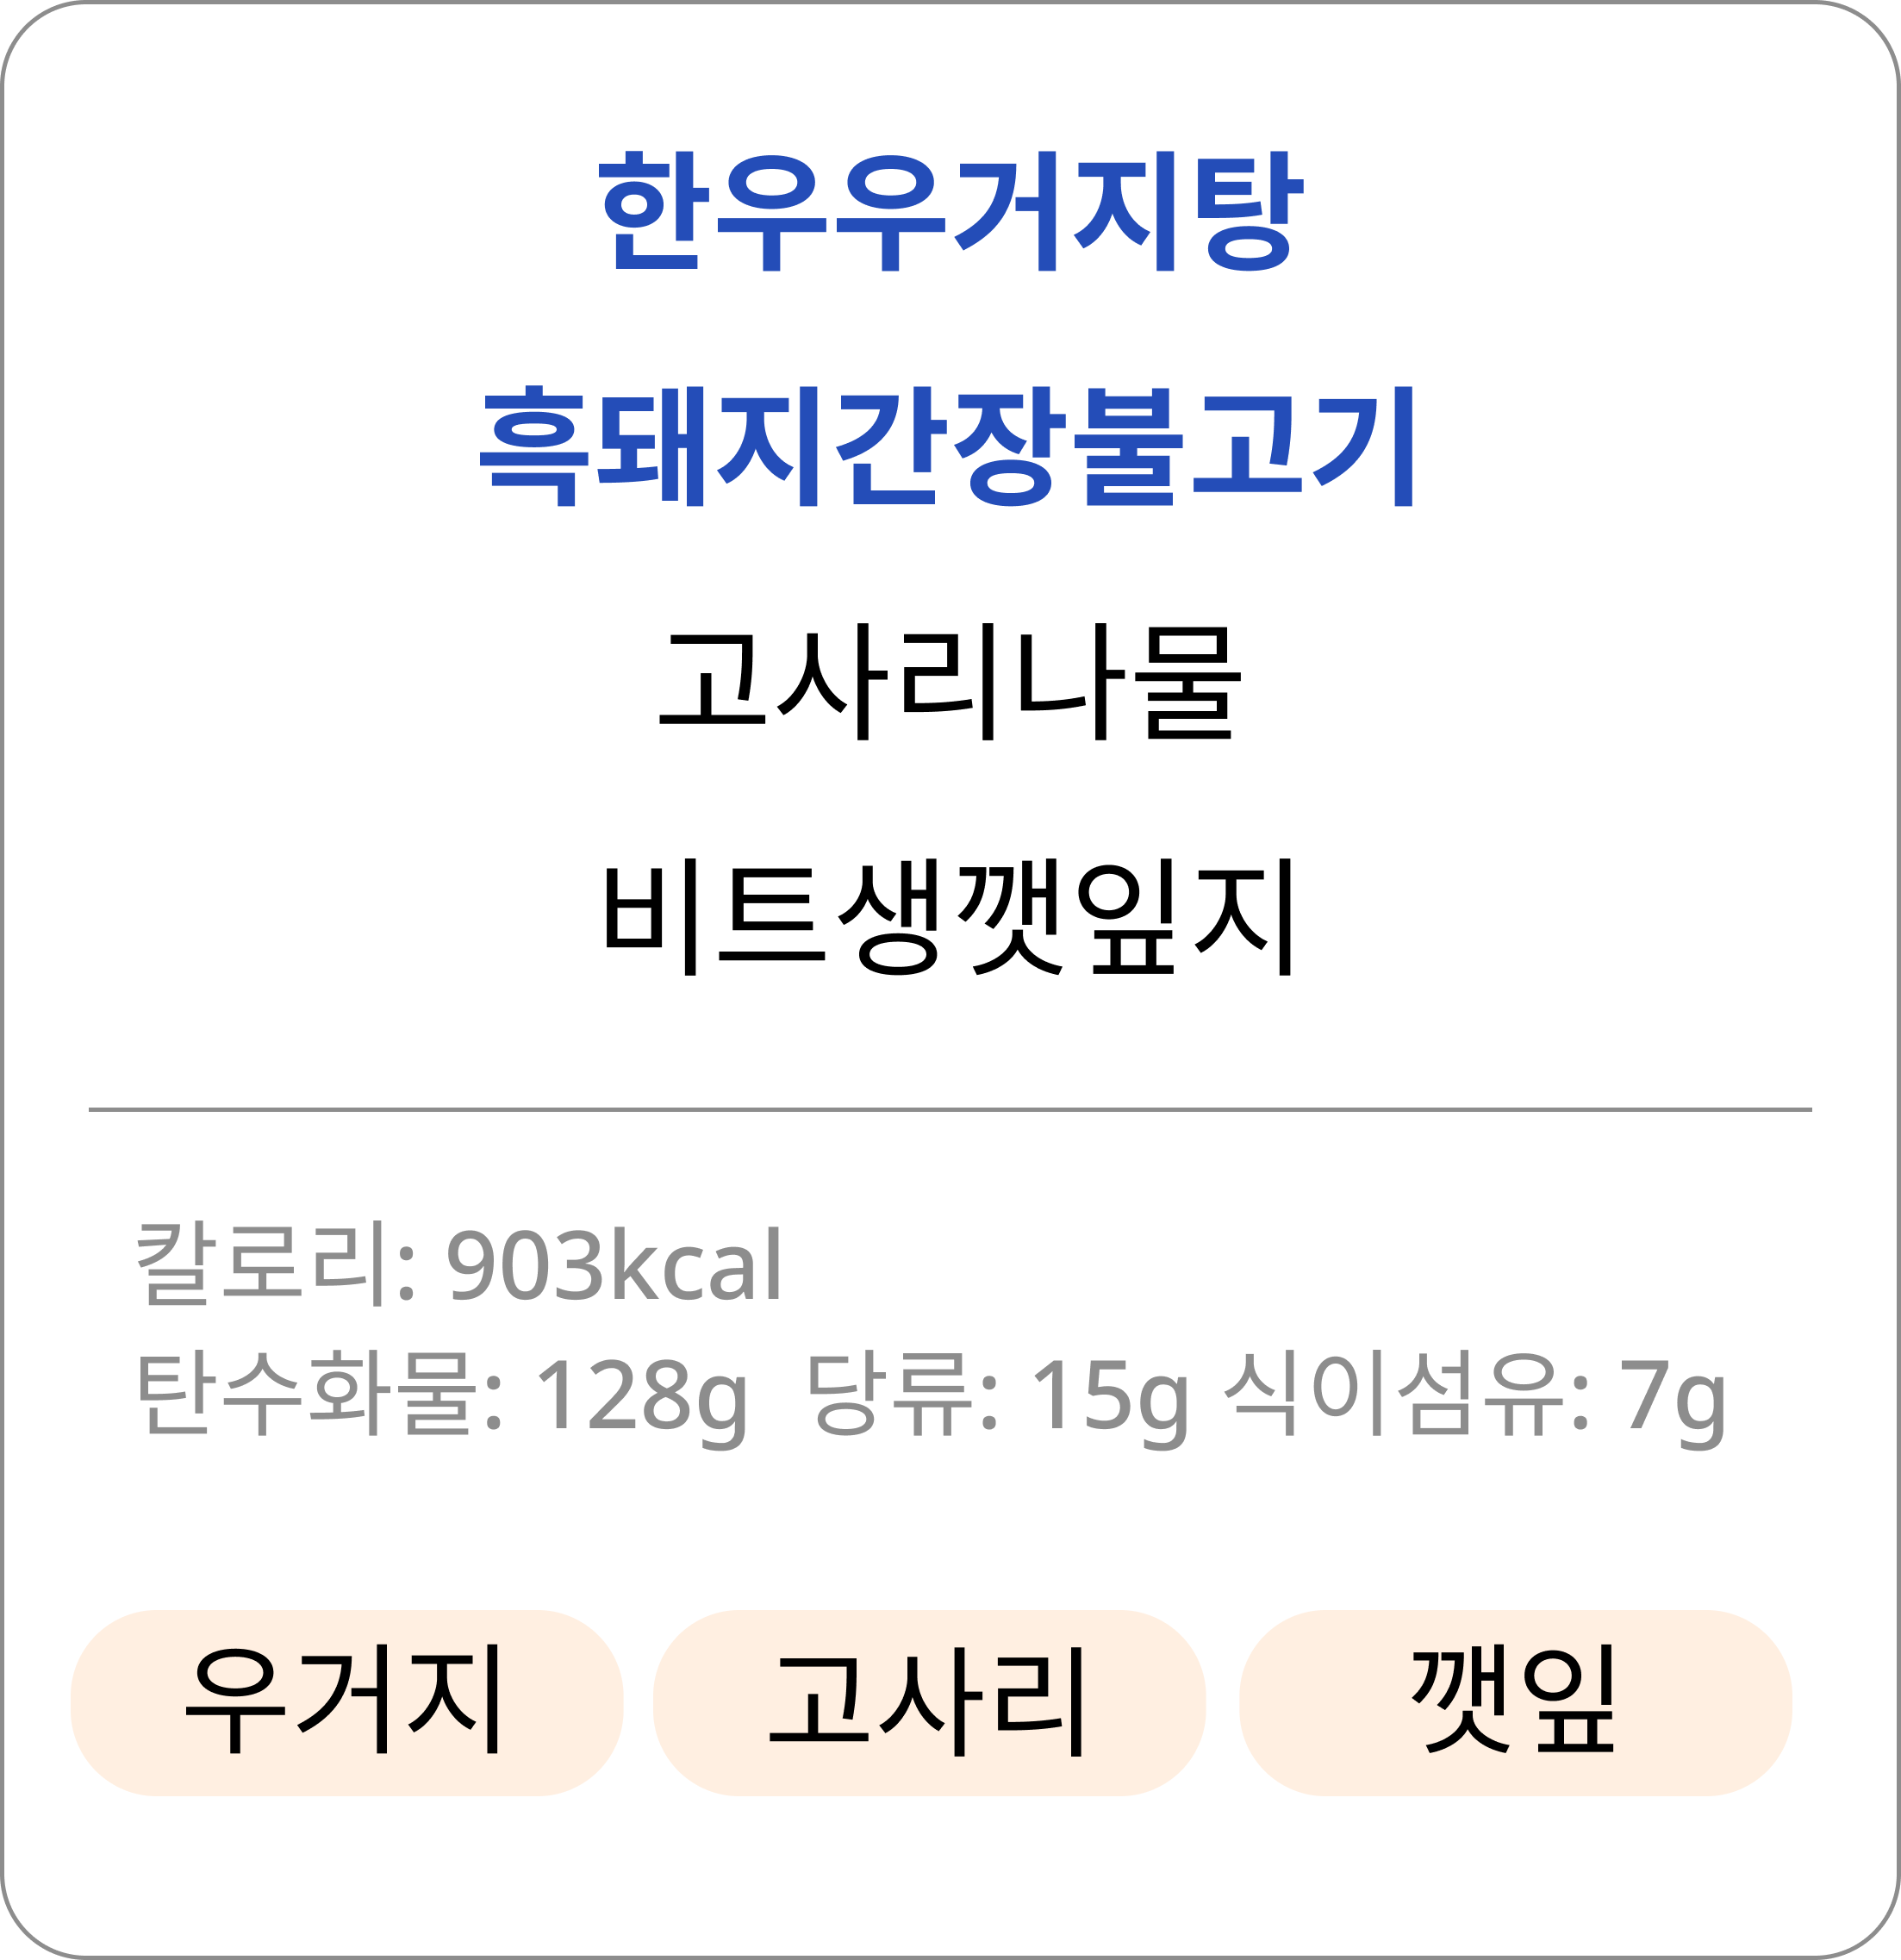 한우우거지탕
흑돼지간장불고기
고사리나물
비트생깻잎지
칼로리: 903kcal
탄수화물: 128g 당류: 15g 식이섬유: 7g
우거지 고사리 깻잎